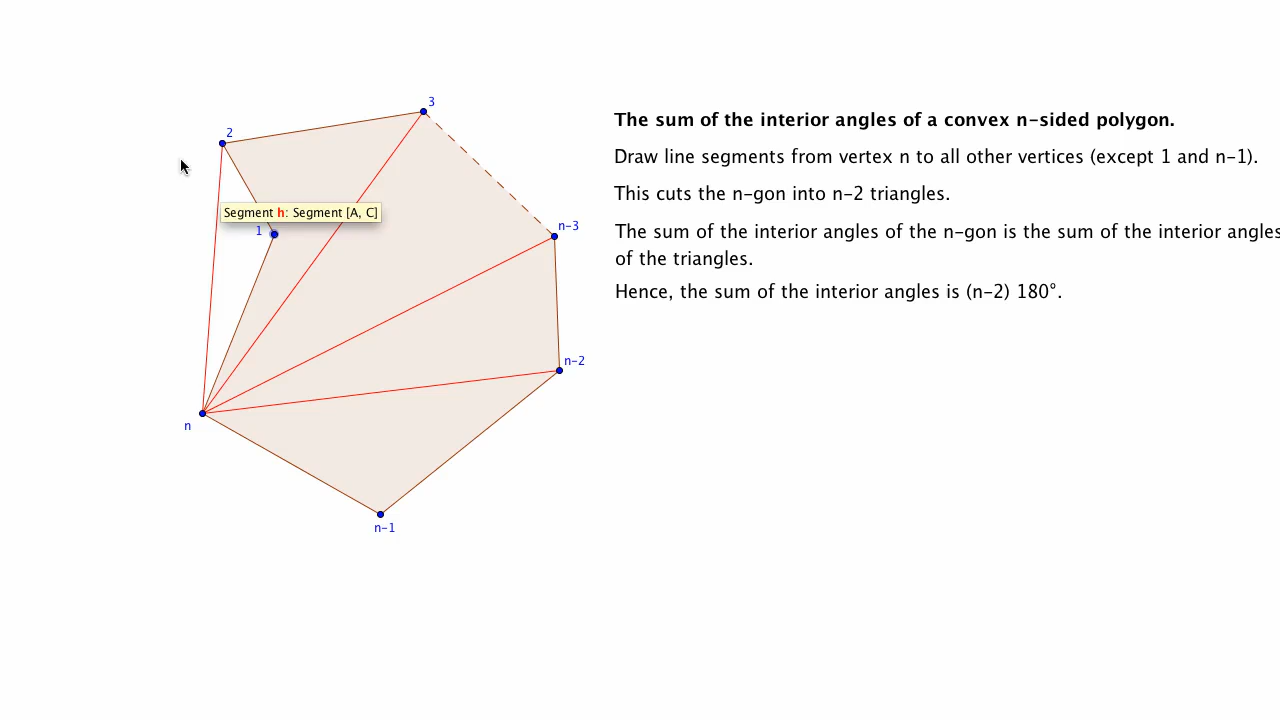 3
2
The sum of the interior angles of a convex n-sided polygon.
Draw line segments from vertex n to all other vertices (except 1 and n-1).
This cuts the n-gon into n-2 triangles.
Segment h: Segment [A, C]
1
n-3
The sum of the interior angles of the n-gon is the sum of the interior angles
of the triangles.
Hence, the sum of the interior angles is (n-2) 180°.
n-2
n
n-1